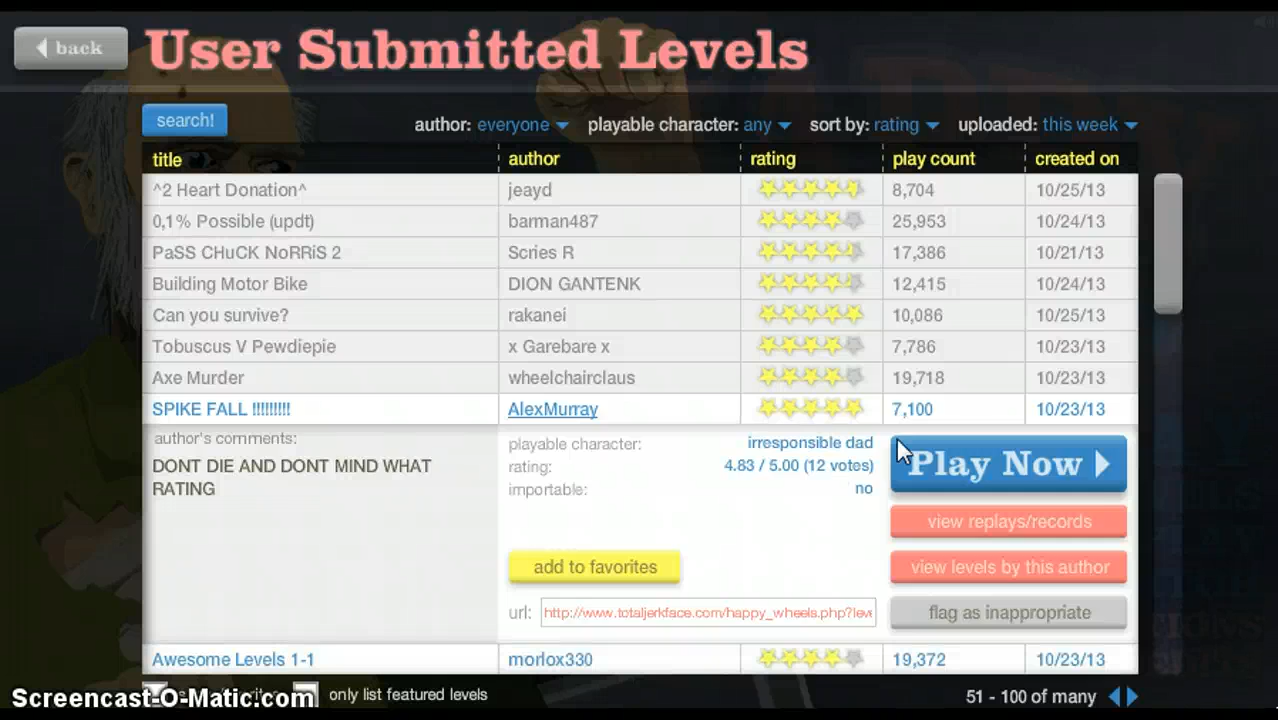 back
User Submitted Levels
search!
author: everyone playable character: any sort by: rating uploaded: this week
title author rating play count created on
^2 Heart Donation^ jeayd 8,704 10/25/13
0,1% Possible (updt) barman487 25,953 10/24/13
PaSS CHuCK NoRRiS 2 Scries R 17,386 10/21/13
Building Motor Bike DION GANTENK 12,415 10/24/13
Can you survive? rakanei 10,086 10/25/13
Tobuscus V Pewdiepie x Garebare x 7,786 10/23/13
Axe Murder wheelchairclaus 19,718 10/23/13
SPIKE FALL !!!!!!!!! AlexMurray 7,100 10/23/13
author's comments:
DONT DIE AND DONT MIND WHAT
RATING
playable character: irresponsible dad
rating: 4.83 / 5.00 (12 votes)
importable: no
add to favorites
url: http://www.totaljerkface.com/happy_wheels.php?leve
Play Now
view replays/records
view levels by this author
flag as inappropriate
Awesome Levels 1-1 morlox330 19,372 10/23/13
Screencast-O-Matic.com only list featured levels 51 - 100 of many